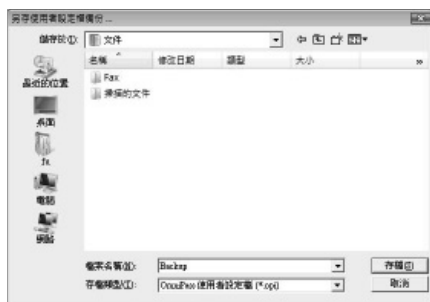 另存使用者設定檔備份...
儲存於(I): 文件
名稱 修改日期 類型 大小 »
Fax
掃描的文件
最近的位置
桌面
fx
電腦
網路
檔案名稱(N): Backup 存檔(S)
存檔類型(T): OmniPass 使用者設定檔 (*.opi) 取消